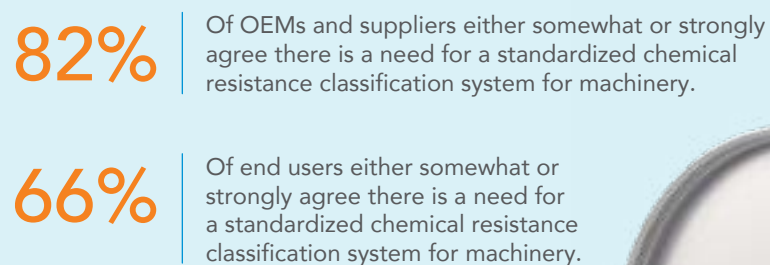 82%
Of OEMs and suppliers either somewhat or strongly
agree there is a need for a standardized chemical
resistance classification system for machinery.
66%
Of end users either somewhat or
strongly agree there is a need for
a standardized chemical resistance
classification system for machinery.